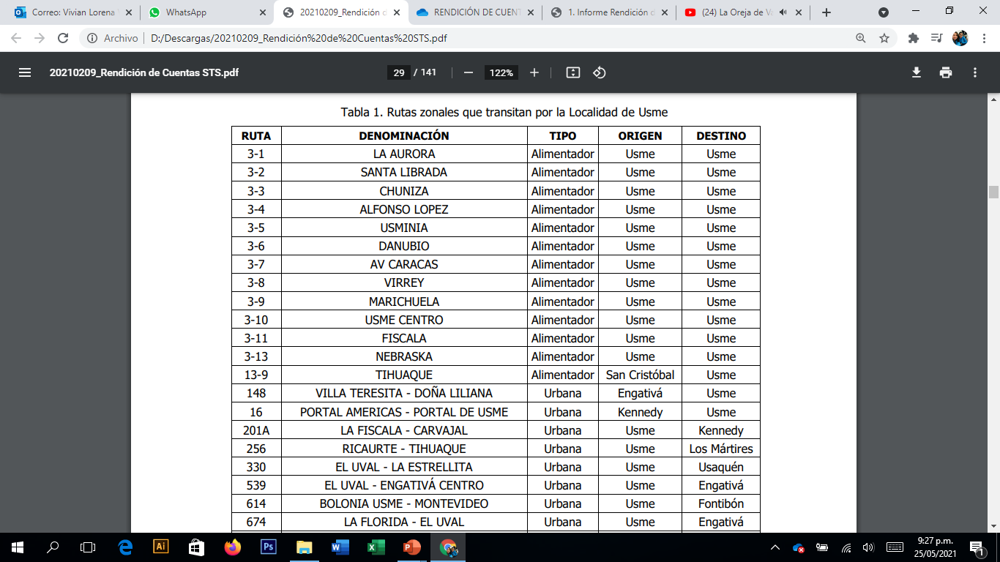 Correo: Vivian Lorena
WhatsApp
20210209_Rendición d
RENDICIÓN DE CUENT
1. Informe Rendición d
(24) La Oreja de Va
Archivo D:/Descargas/20210209_Rendición%20de%20Cuentas%20STS.pdf
20210209_Rendición de Cuentas STS.pdf 29 / 141 122%
Tabla 1. Rutas zonales que transitan por la Localidad de Usme
RUTA DENOMINACIÓN TIPO ORIGEN DESTINO
3-1 LA AURORA Alimentador Usme Usme
3-2 SANTA LIBRADA Alimentador Usme Usme
3-3 CHUNIZA Alimentador Usme Usme
3-4 ALFONSO LOPEZ Alimentador Usme Usme
3-5 USMINIA Alimentador Usme Usme
3-6 DANUBIO Alimentador Usme Usme
3-7 AV CARACAS Alimentador Usme Usme
3-8 VIRREY Alimentador Usme Usme
3-9 MARICHUELA Alimentador Usme Usme
3-10 USME CENTRO Alimentador Usme Usme
3-11 FISCALA Alimentador Usme Usme
3-13 NEBRASKA Alimentador Usme Usme
13-9 TIHUAQUE Alimentador San Cristóbal Usme
148 VILLA TERESITA - DOÑA LILIANA Urbana Engativá Usme
16 PORTAL AMERICAS - PORTAL DE USME Urbana Kennedy Usme
201A LA FISCALA - CARVAJAL Urbana Usme Kennedy
256 RICAURTE - TIHUAQUE Urbana Usme Los Mártires
330 EL UVAL - LA ESTRELLITA Urbana Usme Usaquén
539 EL UVAL - ENGATIVÁ CENTRO Urbana Usme Engativá
614 BOLONIA USME - MONTEVIDEO Urbana Usme Fontibón
674 LA FLORIDA - EL UVAL Urbana Usme Engativá
Ai
Ps
9:27 p.m.
25/05/2021
1